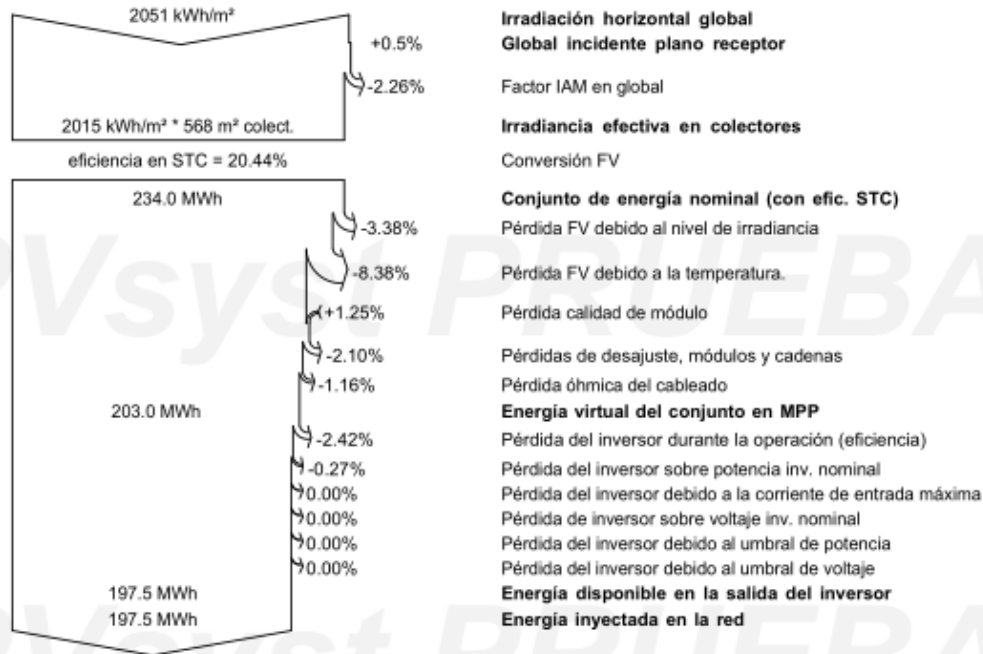 2051 kWh/m² Irradiación horizontal global
+0.5% Global incidente plano receptor
-2.26% Factor IAM en global
2015 kWh/m² * 568 m² colect. Irradiancia efectiva en colectores
eficiencia en STC = 20.44% Conversión FV
234.0 MWh Conjunto de energía nominal (con efic. STC)
-3.38% Pérdida FV debido al nivel de irradiancia
-8.38% Pérdida FV debido a la temperatura.
+1.25% Pérdida calidad de módulo
-2.10% Pérdidas de desajuste, módulos y cadenas
-1.16% Pérdida óhmica del cableado
203.0 MWh Energía virtual del conjunto en MPP
-2.42% Pérdida del inversor durante la operación (eficiencia)
-0.27% Pérdida del inversor sobre potencia inv. nominal
0.00% Pérdida del inversor debido a la corriente de entrada máxima
0.00% Pérdida de inversor sobre voltaje inv. nominal
0.00% Pérdida del inversor debido al umbral de potencia
0.00% Pérdida del inversor debido al umbral de voltaje
197.5 MWh Energía disponible en la salida del inversor
197.5 MWh Energía inyectada en la red
PVsyst PRUEBA
PVsyst PRUEBA